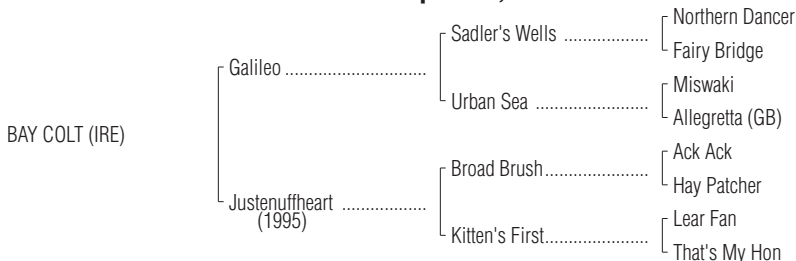 Northern Dancer
Sadler's Wells ..................
Fairy Bridge
Galileo ..............................
Miswaki
Urban Sea ........................
Allegretta (GB)
BAY COLT (IRE)
Ack Ack
Broad Brush......................
Hay Patcher
Justenuffheart ..................
(1995)
Lear Fan
Kitten's First......................
That's My Hon